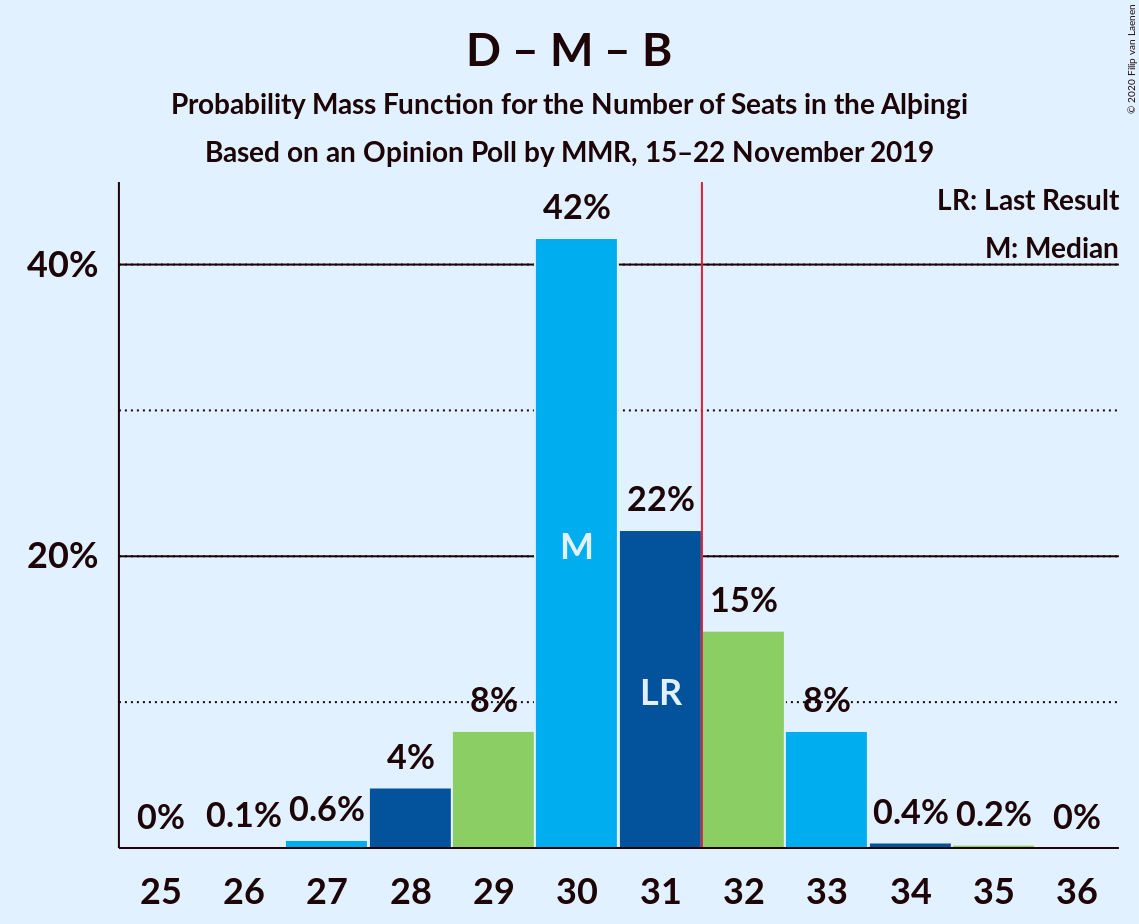 D – M – B
Probability Mass Function for the Number of Seats in the Alþingi
Based on an Opinion Poll by MMR, 15–22 November 2019
© 2020 Filip van Laenen
LR: Last Result
M: Median
42%
40%
22%
M
20%
15%
LR
8%
8%
4%
0%
0.1%
0.6%
0.4%
0.2%
0%
25 26 27 28 29 30 31 32 33 34 35 36